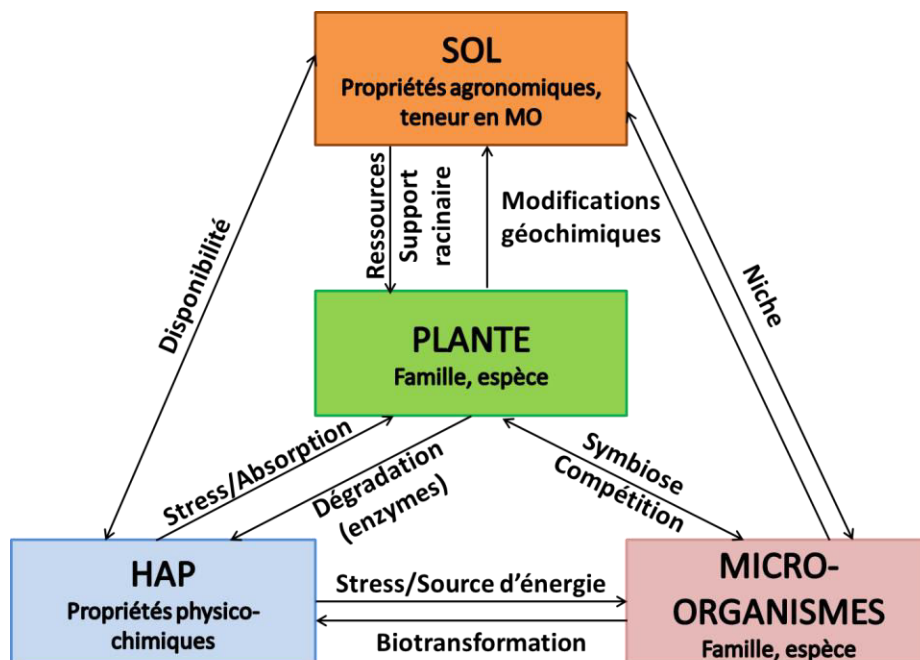 SOL
Propriétés agronomiques,
teneur en MO
Ressources
Support
racinaire
Modifications
géochimiques
Disponibilité
Niche
PLANTE
Famille, espèce
Stress/Absorption
Dégradation
(enzymes)
Symbiose
Compétition
HAP
Propriétés physico-
chimiques
Stress/Source d'énergie
Biotransformation
MICRO-
ORGANISMES
Famille, espèce